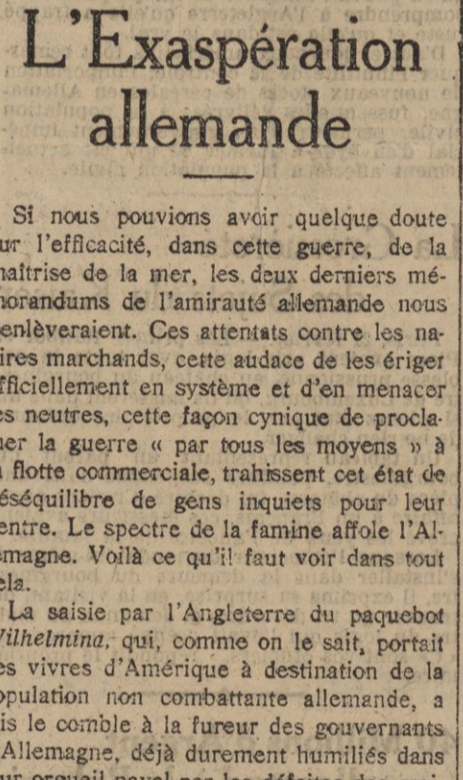 L'Exaspération
allemande
Si nous pouvions avoir quelque doute
ur l'efficacité, dans cette guerre, de la
naîtrise de la mer, les deux derniers mé-
norandums de l'amirauté allemande nous
enlèveraient. Ces attentats contre les na-
ires marchands, cette audace de les ériger
fficiellement en système et d'en menacer
es neutres, cette façon cynique de procla-
ner la guerre « par tous les moyens » à
a flotte commerciale, trahissent cet état de
éséquilibre de gens inquiets pour leur
entre. Le spectre de la famine affole l'Al-
emagne. Voilà ce qu'il faut voir dans tout
ela.
La saisie par l'Angleterre du paquebot
Wilhelmina, qui, comme on le sait, portait
es vivres d'Amérique à destination de la
opulation non combattante allemande, a
is le comble à la fureur des gouvernants
'Allemagne, déjà durement humiliés dans